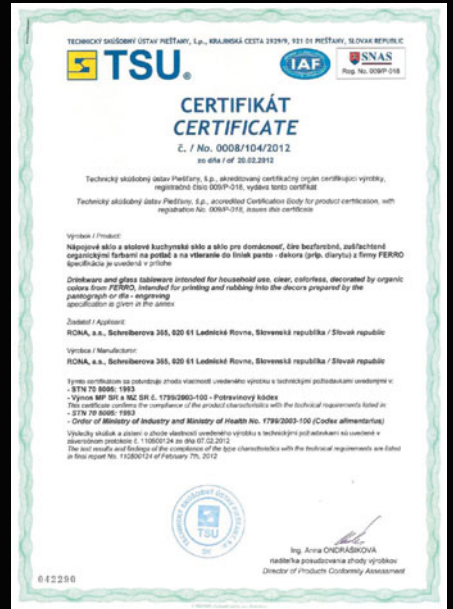 TECHNICKÝ SKÚŠOBNÝ ÚSTAV PIEŠŤANY, š.p., KRAJINSKÁ CESTA 2929/9, 921 01 PIEŠŤANY, SLOVAK REPUBLIC
TSU®
IAF
SNAS
Reg. No. 009/P-018
CERTIFIKÁT
CERTIFICATE
č. / No. 0008/104/2012
zo dňa / of 20.02.2012
Technický skúšobný ústav Piešťany, š.p., akreditovaný certifikačný orgán certifikujúci výrobky,
registračné číslo 009/P-018, vydáva tento certifikát
Technický skúšobný ústav Piešťany, š.p., accredited Certification Body for product certification, with
registration No. 009/P-018, issues this certificate
Výrobok / Product:
Nápojové sklo a stolové kuchynské sklo a sklo pre domácnosť, číre bezfarebné, zušľachtené
organickými farbami na potlač a na vtieranie do liniek panto - dekora (príp. diarytu) z firmy FERRO
špecifikácia je uvedená v prílohe
Drinkware and glass tableware intended for household use, clear, colorless, decorated by organic
colors from FERRO, intended for printing and rubbing into the decors prepared by the
pantograph or dia - engraving
specification is given in the annex
Žiadateľ / Applicant:
RONA, a.s., Schreiberova 365, 020 61 Lednické Rovne, Slovenská republika / Slovak republic
Výrobca / Manufacturer:
RONA, a.s., Schreiberova 365, 020 61 Lednické Rovne, Slovenská republika / Slovak republic
Týmto certifikátom sa potvrdzuje zhoda vlastností uvedeného výrobku s technickými požiadavkami uvedenými v:
- STN 70 8005: 1993
- Výnos MP SR a MZ SR č. 1799/2003-100 - Potravinový kódex
This certificate confirms the compliance of the product characteristics with the technical requirements listed in:
- STN 70 8005: 1993
- Order of Ministry of Industry and Ministry of Health No. 1799/2003-100 (Codex alimentarius)
Výsledky skúšok a zistení o zhode vlastností uvedeného výrobku s technickými požiadavkami sú uvedené v
záverečnom protokole č. 110800124 zo dňa 07.02.2012
The test results and findings of the compliance of the type characteristics with the technical requirements are listed
in final report No. 110800124 of February 7th, 2012
TECHNICKÝ SKÚŠOBNÝ ÚSTAV
TSU
Ing. Anna ONDRÁŠIKOVÁ
riaditeľka posudzovania zhody výrobkov
Director of Products Conformity Assessment
042290